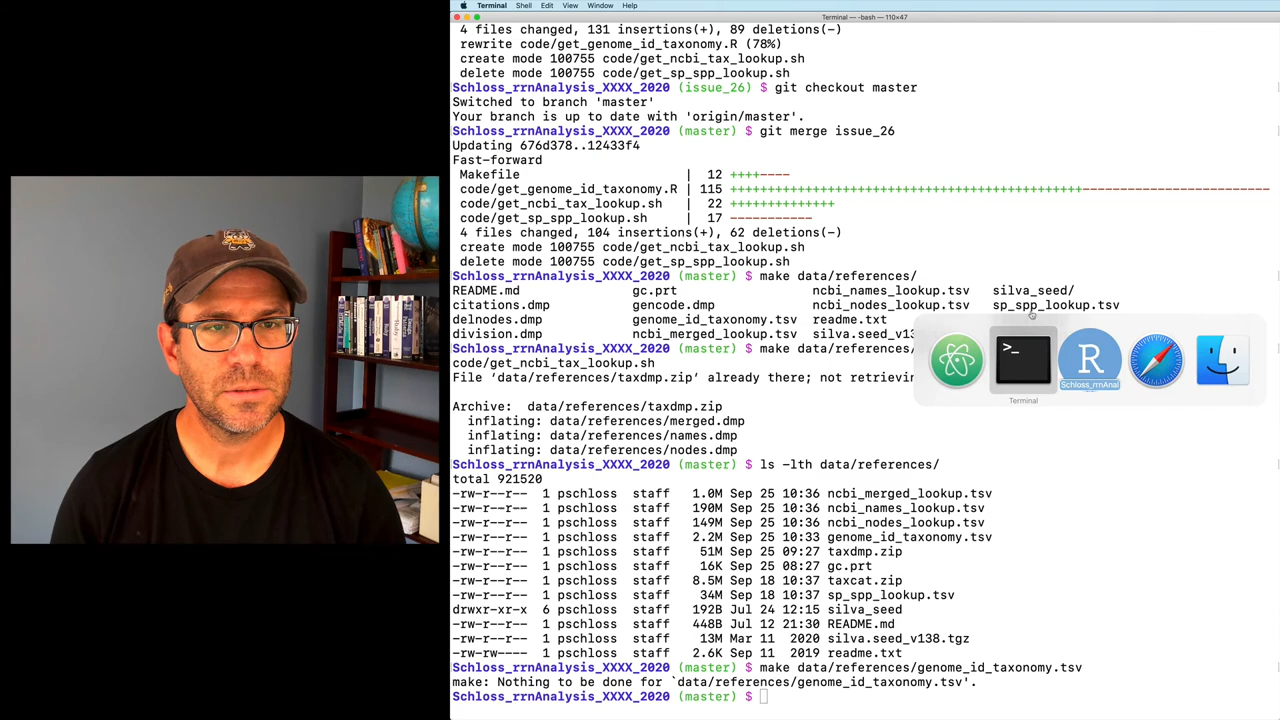 Terminal Shell Edit View Window Help
Terminal — -bash — 110×47
4 files changed, 131 insertions(+), 89 deletions(-)
rewrite code/get_genome_id_taxonomy.R (78%)
create mode 100755 code/get_ncbi_tax_lookup.sh
delete mode 100755 code/get_sp_spp_lookup.sh
Schloss_rrnAnalysis_XXXX_2020 (issue_26) $ git checkout master
Switched to branch 'master'
Your branch is up to date with 'origin/master'.
Schloss_rrnAnalysis_XXXX_2020 (master) $ git merge issue_26
Updating 676d378..12433f4
Fast-forward
Makefile | 12 ++++----
code/get_genome_id_taxonomy.R | 115 +++++++++++++++++++++++++++++++++++++++++++++++--------------------------
code/get_ncbi_tax_lookup.sh | 22 ++++++++++++++
code/get_sp_spp_lookup.sh | 17 -----------
4 files changed, 104 insertions(+), 62 deletions(-)
create mode 100755 code/get_ncbi_tax_lookup.sh
delete mode 100755 code/get_sp_spp_lookup.sh
Schloss_rrnAnalysis_XXXX_2020 (master) $ make data/references/
README.md gc.prt ncbi_names_lookup.tsv silva_seed/
citations.dmp gencode.dmp ncbi_nodes_lookup.tsv sp_spp_lookup.tsv
delnodes.dmp genome_id_taxonomy.tsv readme.txt
division.dmp ncbi_merged_lookup.tsv silva.seed_v13
Schloss_rrnAnalysis_XXXX_2020 (master) $ make data/references/
code/get_ncbi_tax_lookup.sh
File 'data/references/taxdmp.zip' already there; not retrievin
Archive: data/references/taxdmp.zip
inflating: data/references/merged.dmp
inflating: data/references/names.dmp
inflating: data/references/nodes.dmp
R
Schloss_rrnAnal
Terminal
Schloss_rrnAnalysis_XXXX_2020 (master) $ ls -lth data/references/
total 921520
-rw-r--r-- 1 pschloss staff 1.0M Sep 25 10:36 ncbi_merged_lookup.tsv
-rw-r--r-- 1 pschloss staff 190M Sep 25 10:36 ncbi_names_lookup.tsv
-rw-r--r-- 1 pschloss staff 149M Sep 25 10:36 ncbi_nodes_lookup.tsv
-rw-r--r-- 1 pschloss staff 2.2M Sep 25 10:33 genome_id_taxonomy.tsv
-rw-r--r-- 1 pschloss staff 51M Sep 25 09:27 taxdmp.zip
-rw-r--r-- 1 pschloss staff 16K Sep 25 08:27 gc.prt
-rw-r--r-- 1 pschloss staff 8.5M Sep 18 10:37 taxcat.zip
-rw-r--r-- 1 pschloss staff 34M Sep 18 10:37 sp_spp_lookup.tsv
drwxr-xr-x 6 pschloss staff 192B Jul 24 12:15 silva_seed
-rw-r--r-- 1 pschloss staff 448B Jul 12 21:30 README.md
-rw-r--r-- 1 pschloss staff 13M Mar 11 2020 silva.seed_v138.tgz
-rw-rw---- 1 pschloss staff 2.6K Sep 11 2019 readme.txt
Schloss_rrnAnalysis_XXXX_2020 (master) $ make data/references/genome_id_taxonomy.tsv
make: Nothing to be done for `data/references/genome_id_taxonomy.tsv'.
Schloss_rrnAnalysis_XXXX_2020 (master) $